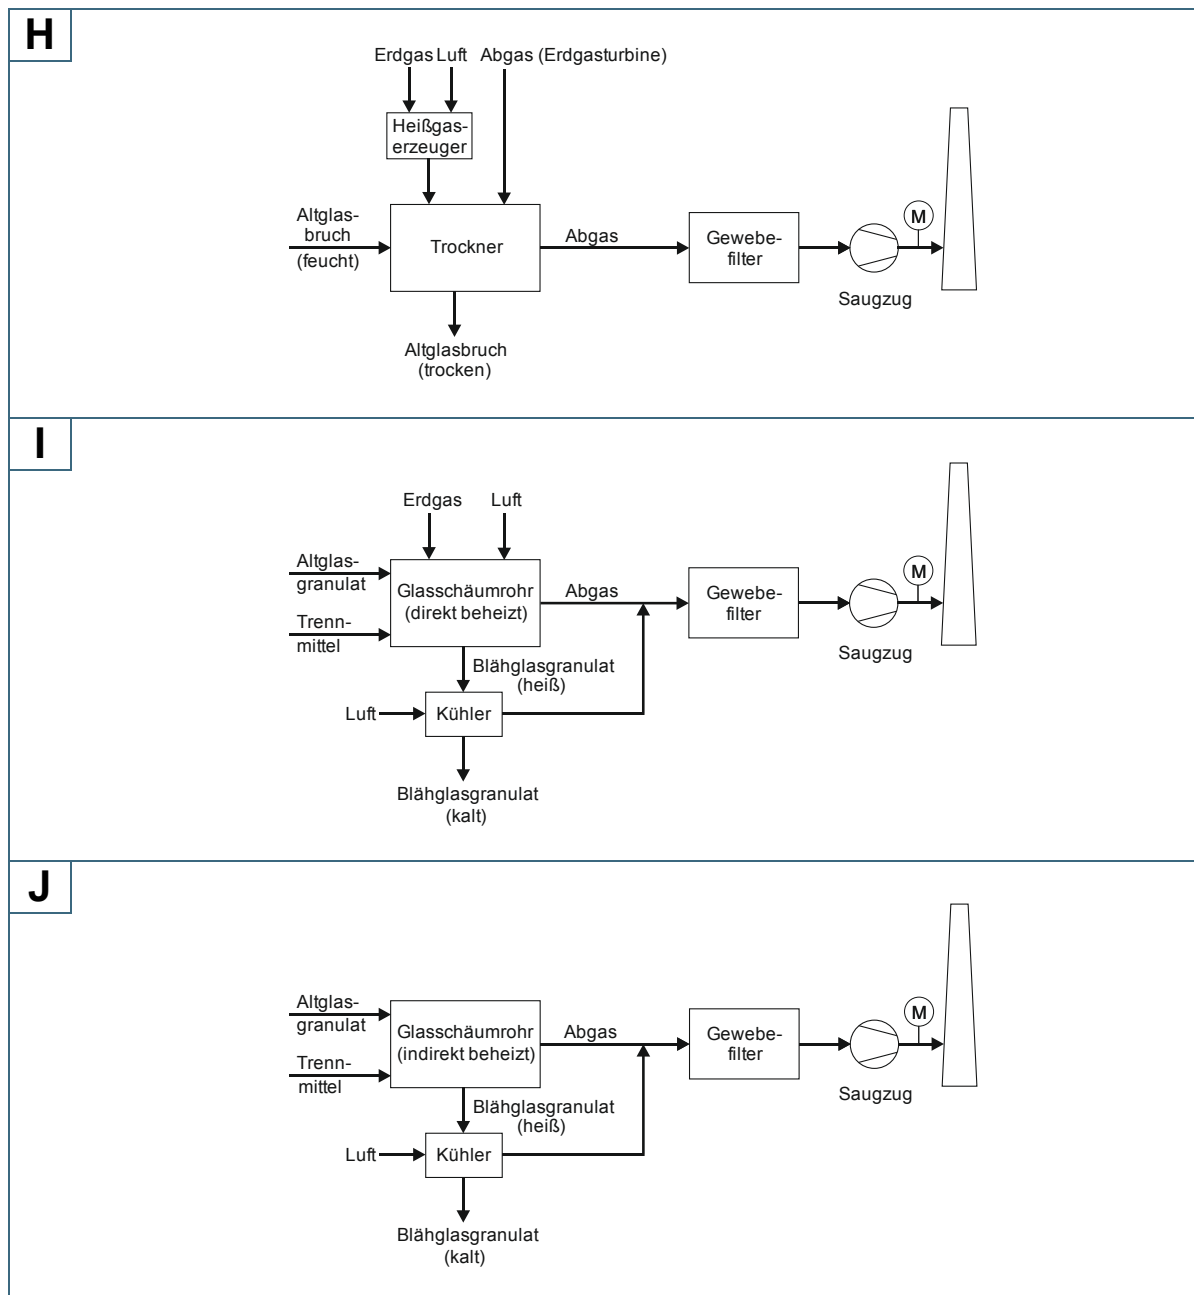 H
Erdgas Luft Abgas (Erdgasturbine)
Heißgas-
erzeuger
Altglas-
bruch
(feucht)
Trockner
Abgas
Gewebe-
filter
M
Saugzug
Altglasbruch
(trocken)
I
Erdgas Luft
Altglas-
granulat
Trenn-
mittel
Glasschäumrohr
(direkt beheizt)
Abgas
Gewebe-
filter
M
Saugzug
Blähglasgranulat
(heiß)
Luft
Kühler
Blähglasgranulat
(kalt)
J
Altglas-
granulat
Trenn-
mittel
Glasschäumrohr
(indirekt beheizt)
Abgas
Gewebe-
filter
M
Saugzug
Blähglasgranulat
(heiß)
Luft
Kühler
Blähglasgranulat
(kalt)